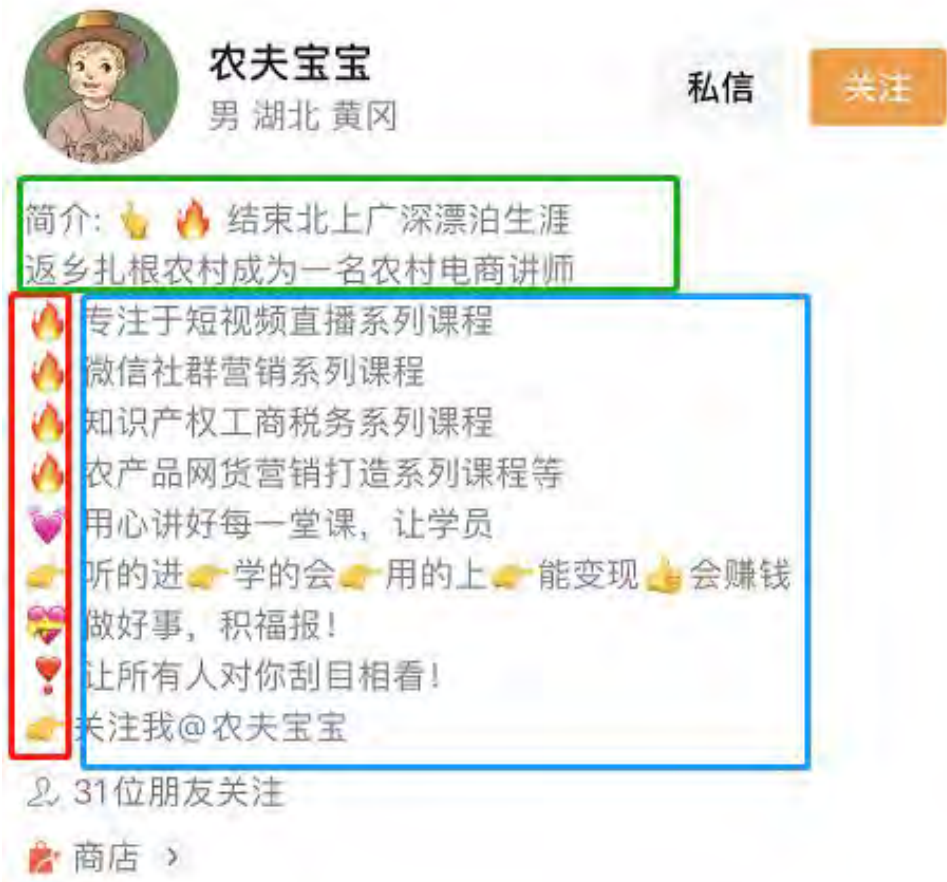 农夫宝宝
男 湖北 黄冈
私信
关注
简介: 👆 🔥 结束北上广深漂泊生涯
返乡扎根农村成为一名农村电商讲师
🔥 专注于短视频直播系列课程
🔥 微信社群营销系列课程
🔥 知识产权工商税务系列课程
🔥 农产品网货营销打造系列课程等
💓 用心讲好每一堂课，让学员
👉 听的进👉学的会👉用的上👉能变现👍会赚钱
💝 做好事，积福报！
❣ 让所有人对你刮目相看！
👉 关注我@农夫宝宝
31位朋友关注
商店 >